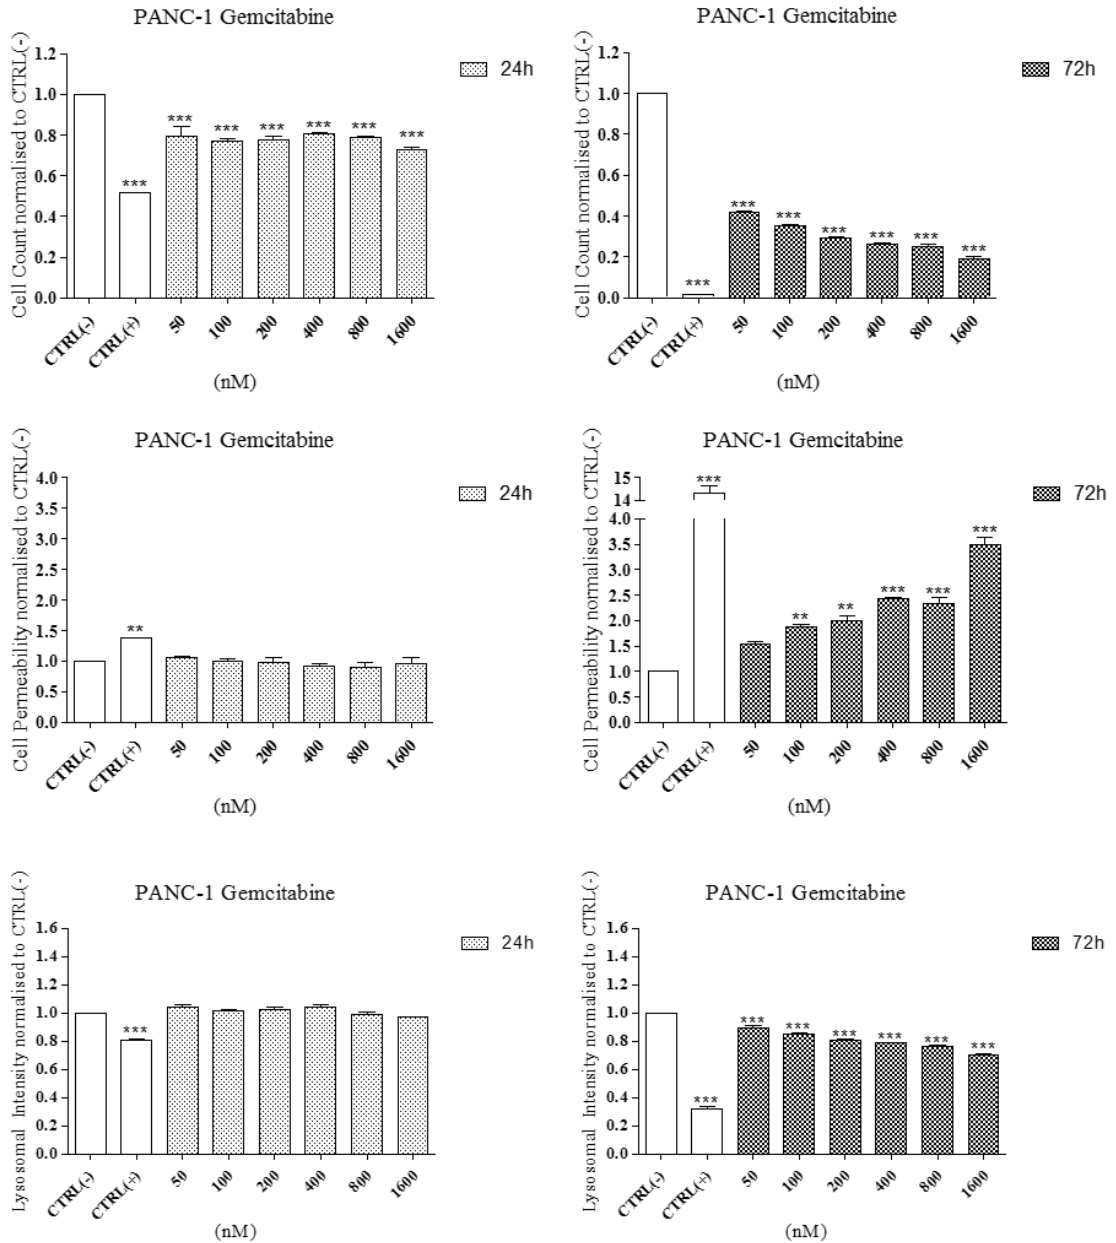 PANC-1 Gemcitabine
Cell Count normalised to CTRL(-)
1.2
1.0
0.8
0.6
0.4
0.2
0.0
*** *** *** *** *** *** ***
24h
CTRL(-) CTRL(+) 50 100 200 400 800 1600
(nM)
PANC-1 Gemcitabine
Cell Count normalised to CTRL(-)
1.2
1.0
0.8
0.6
0.4
0.2
0.0
*** *** *** *** *** *** ***
72h
CTRL(-) CTRL(+) 50 100 200 400 800 1600
(nM)
PANC-1 Gemcitabine
Cell Permeability normalised to CTRL(-)
4.0
3.5
3.0
2.5
2.0
1.5
1.0
0.5
0.0
**
24h
CTRL(-) CTRL(+) 50 100 200 400 800 1600
(nM)
PANC-1 Gemcitabine
Cell Permeability normalised to CTRL(-)
15
14
4.0
3.5
3.0
2.5
2.0
1.5
1.0
0.5
0.0
*** ** ** *** *** ***
72h
CTRL(-) CTRL(+) 50 100 200 400 800 1600
(nM)
PANC-1 Gemcitabine
Lysosomal Intensity normalised to CTRL(-)
1.6
1.4
1.2
1.0
0.8
0.6
0.4
0.2
0.0
***
24h
CTRL(-) CTRL(+) 50 100 200 400 800 1600
(nM)
PANC-1 Gemcitabine
Lysosomal Intensity normalised to CTRL(-)
1.6
1.4
1.2
1.0
0.8
0.6
0.4
0.2
0.0
*** *** *** *** *** *** ***
72h
CTRL(-) CTRL(+) 50 100 200 400 800 1600
(nM)